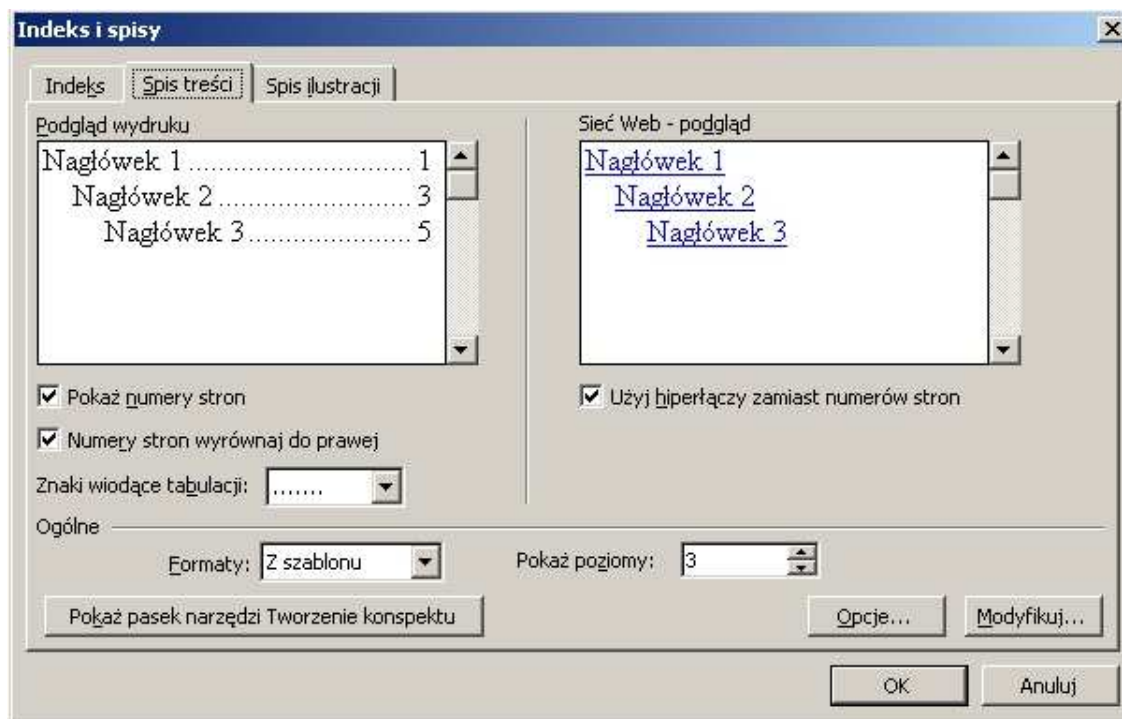 Indeks i spisy
Indeks
Spis treści
Spis ilustracji
Podgląd wydruku
Nagłówek 1 .............................. 1
Nagłówek 2 ......................... 3
Nagłówek 3 ..................... 5
Sieć Web - podgląd
Nagłówek 1
Nagłówek 2
Nagłówek 3
Pokaż numery stron
Numery stron wyrównaj do prawej
Znaki wiodące tabulacji: .......
Użyj hiperłączy zamiast numerów stron
Ogólne
Formaty: Z szablonu
Pokaż poziomy: 3
Pokaż pasek narzędzi Tworzenie konspektu
Opcje...
Modyfikuj...
OK
Anuluj